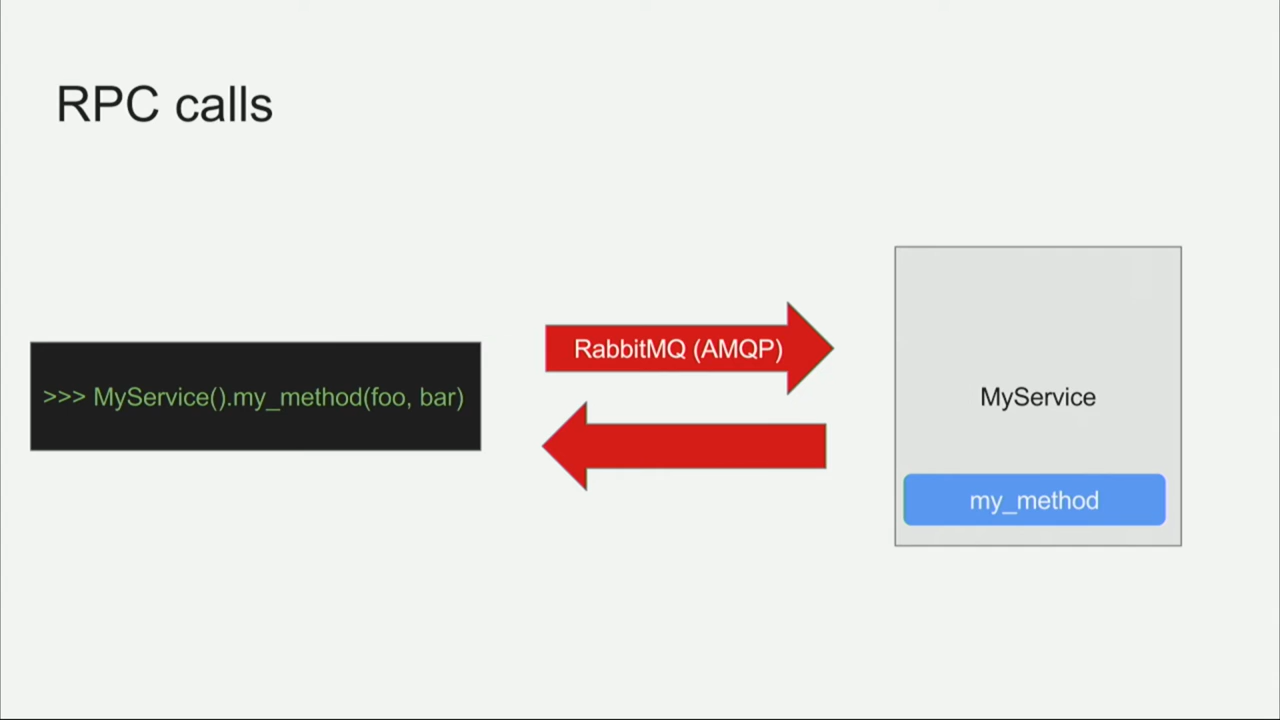 RPC calls
RabbitMQ (AMQP)
>>> MyService().my_method(foo, bar)
MyService
my_method